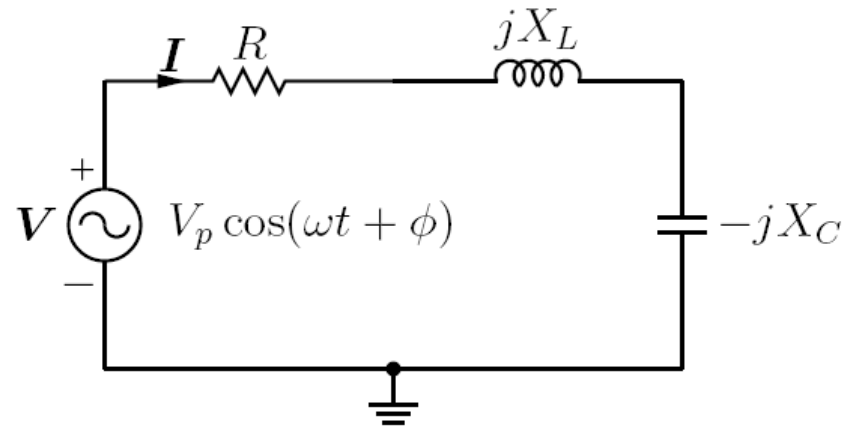 I
R
jX_L
+
V
V_p cos(ωt + ϕ)
−jX_C
−